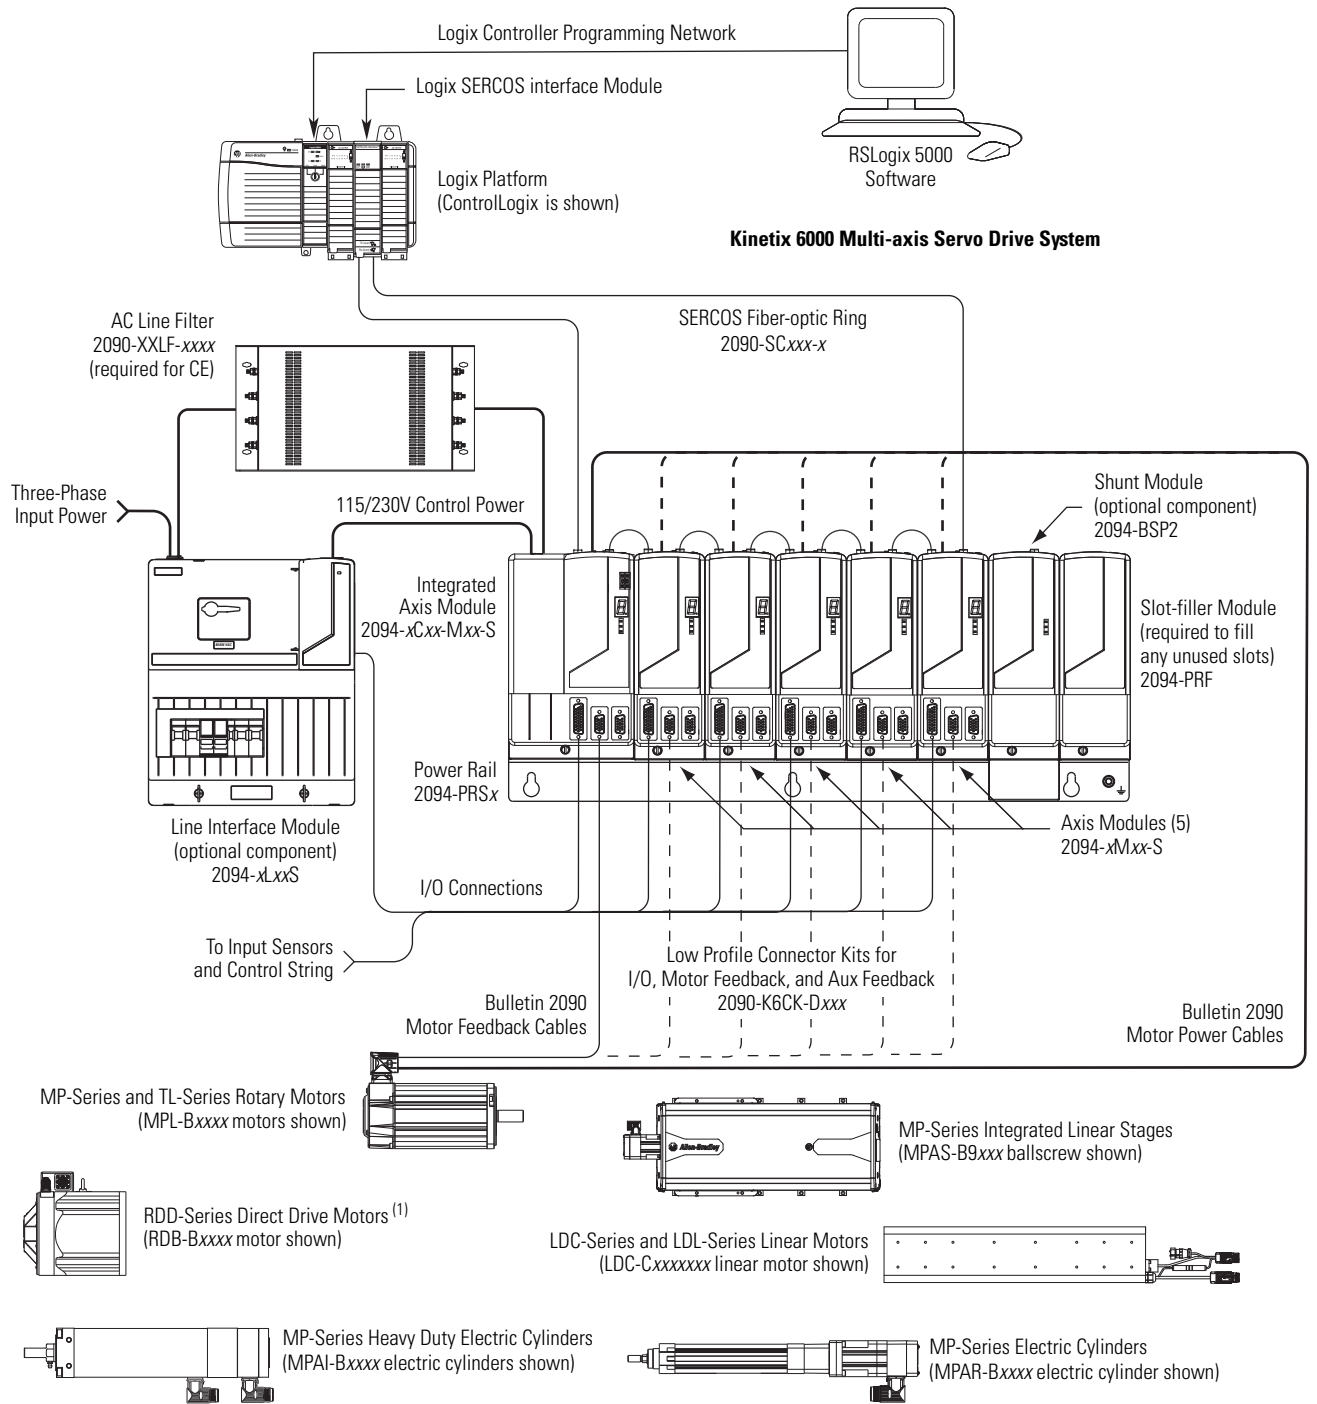 Logix Controller Programming Network
Logix SERCOS interface Module
RSLogix 5000
Software
Logix Platform
(ControlLogix is shown)
Kinetix 6000 Multi-axis Servo Drive System
AC Line Filter
2090-XXLF-xxxx
(required for CE)
SERCOS Fiber-optic Ring
2090-SCxxx-x
Three-Phase
Input Power
115/230V Control Power
Shunt Module
(optional component)
2094-BSP2
Integrated
Axis Module
2094-xCxx-Mxx-S
Slot-filler Module
(required to fill
any unused slots)
2094-PRF
Power Rail
2094-PRSx
Line Interface Module
(optional component)
2094-xLxxS
Axis Modules (5)
2094-xMxx-S
I/O Connections
To Input Sensors
and Control String
Low Profile Connector Kits for
I/O, Motor Feedback, and Aux Feedback
2090-K6CK-Dxxx
Bulletin 2090
Motor Feedback Cables
Bulletin 2090
Motor Power Cables
MP-Series and TL-Series Rotary Motors
(MPL-Bxxxx motors shown)
Allen-Bradley
MP-Series Integrated Linear Stages
(MPAS-B9xxx ballscrew shown)
RDD-Series Direct Drive Motors (1)
(RDB-Bxxxx motor shown)
LDC-Series and LDL-Series Linear Motors
(LDC-Cxxxxxxx linear motor shown)
MP-Series Heavy Duty Electric Cylinders
(MPAI-Bxxxx electric cylinders shown)
MP-Series Electric Cylinders
(MPAR-Bxxxx electric cylinder shown)